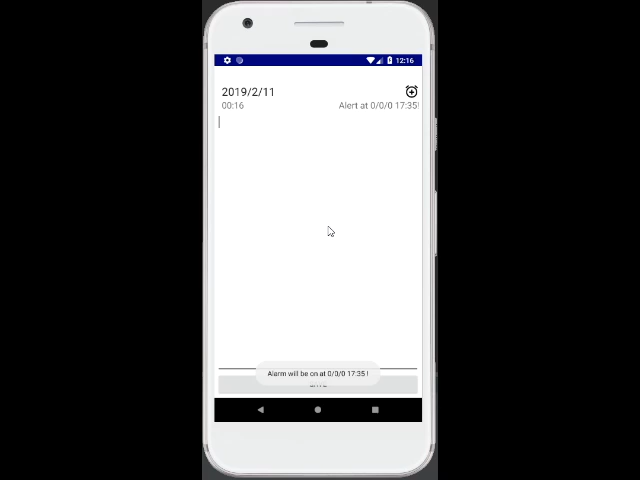 12:16
2019/2/11
00:16
Alert at 0/0/0 17:35!
Alarm will be on at 0/0/0 17:35 !